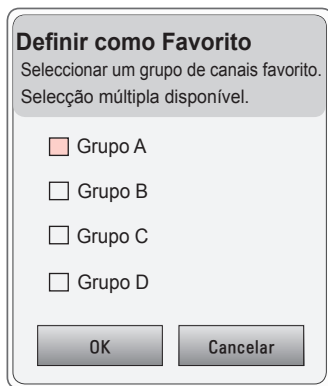 Definir como Favorito
Seleccionar um grupo de canais favorito.
Selecção múltipla disponível.
Grupo A
Grupo B
Grupo C
Grupo D
OK
Cancelar